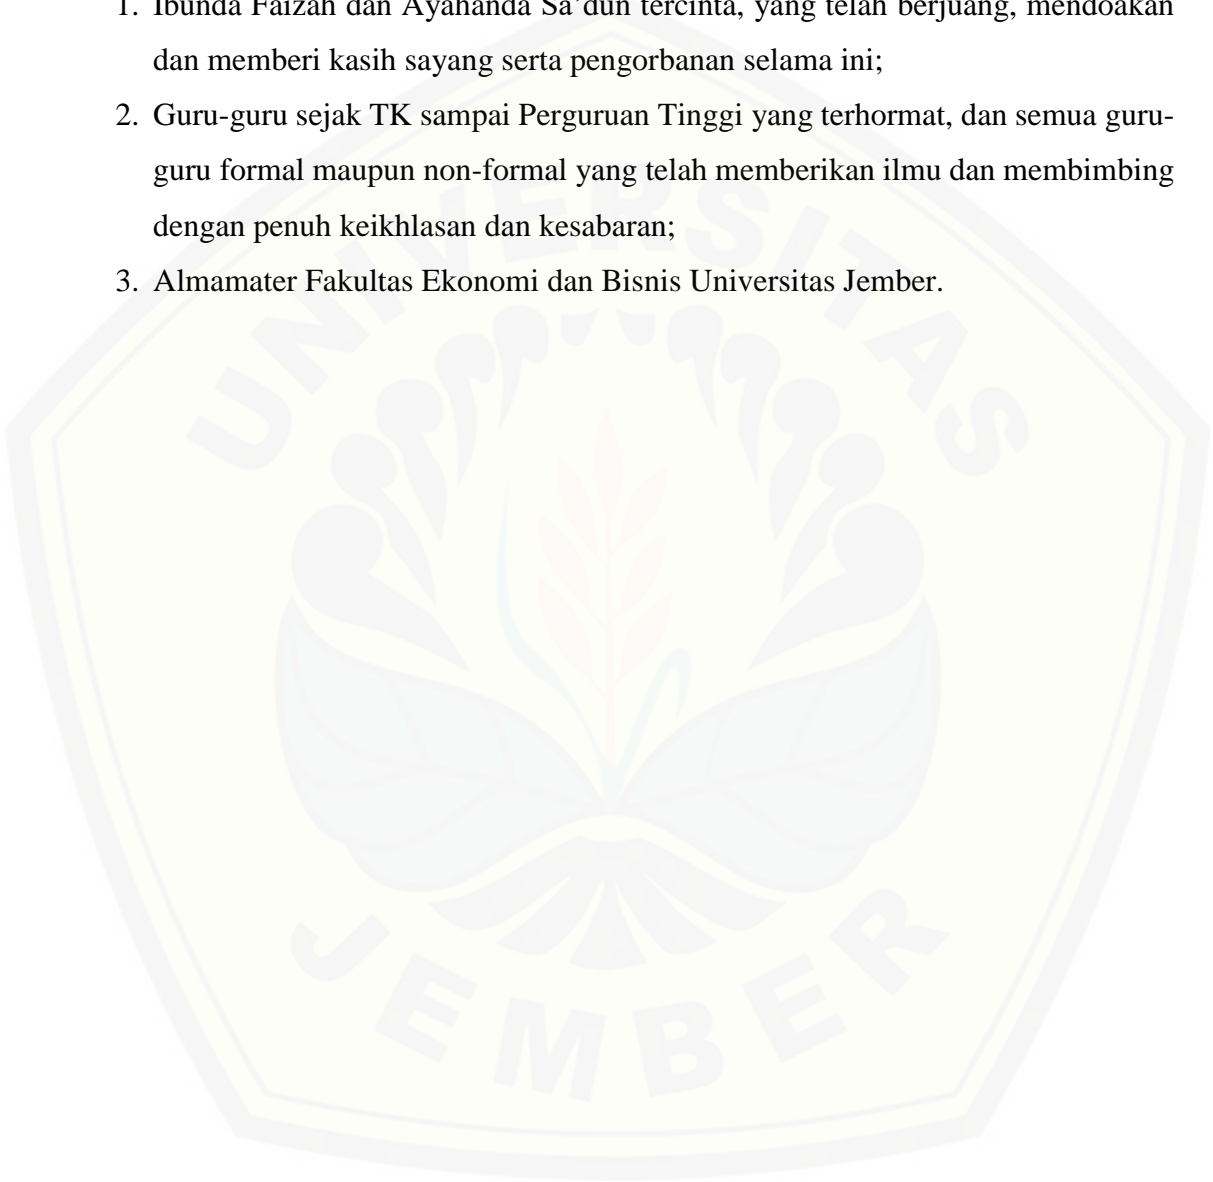 1. Ibunda Faizah dan Ayahanda Sa’dun tercinta, yang telah berjuang, mendoakan
dan memberi kasih sayang serta pengorbanan selama ini;
2. Guru-guru sejak TK sampai Perguruan Tinggi yang terhormat, dan semua guru-
guru formal maupun non-formal yang telah memberikan ilmu dan membimbing
dengan penuh keikhlasan dan kesabaran;
3. Almamater Fakultas Ekonomi dan Bisnis Universitas Jember.
UNIVERSITAS
JEMBER